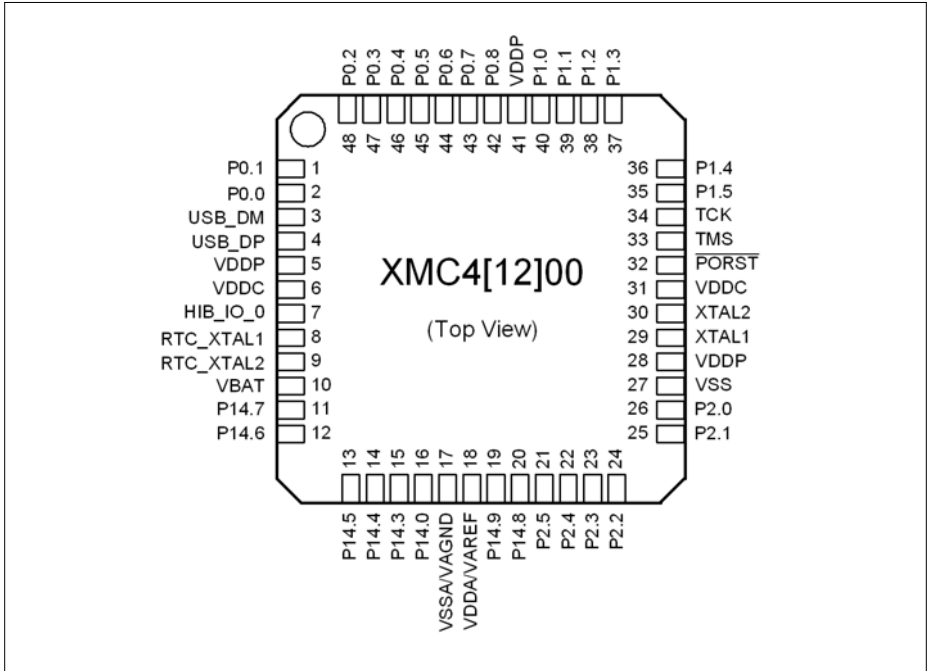 P0.2 P0.3 P0.4 P0.5 P0.6 P0.7 P0.8 VDDP P1.0 P1.1 P1.2 P1.3
48 47 46 45 44 43 42 41 40 39 38 37
P0.1 1 36 P1.4
P0.0 2 35 P1.5
USB_DM 3 34 TCK
USB_DP 4 33 TMS
VDDP 5 32 PORST
VDDC 6 31 VDDC
HIB_IO_0 7 30 XTAL2
RTC_XTAL1 8 29 XTAL1
RTC_XTAL2 9 28 VDDP
VBAT 10 27 VSS
P14.7 11 26 P2.0
P14.6 12 25 P2.1
XMC4[12]00
(Top View)
13 14 15 16 17 18 19 20 21 22 23 24
P14.5 P14.4 P14.3 P14.0 VSSA/VAGND VDDA/VAREF P14.9 P14.8 P2.5 P2.4 P2.3 P2.2